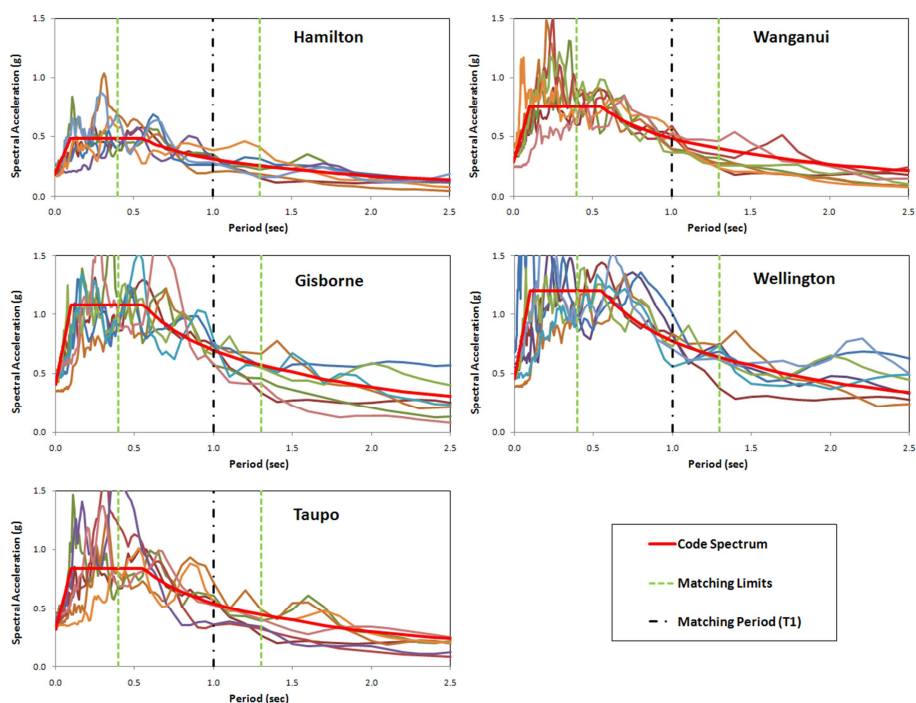 Hamilton
Spectral Acceleration (g)
1.5
1.0
0.5
0.0
0.0 0.5 1.0 1.5 2.0 2.5
Period (sec)
Wanganui
Spectral Acceleration (g)
1.5
1.0
0.5
0.0
0.0 0.5 1.0 1.5 2.0 2.5
Period (sec)
Gisborne
Spectral Acceleration (g)
1.5
1.0
0.5
0.0
0.0 0.5 1.0 1.5 2.0 2.5
Period (sec)
Wellington
Spectral Acceleration (g)
1.5
1.0
0.5
0.0
0.0 0.5 1.0 1.5 2.0 2.5
Period (sec)
Taupo
Spectral Acceleration (g)
1.5
1.0
0.5
0.0
0.0 0.5 1.0 1.5 2.0 2.5
Period (sec)
Code Spectrum
Matching Limits
Matching Period (T1)